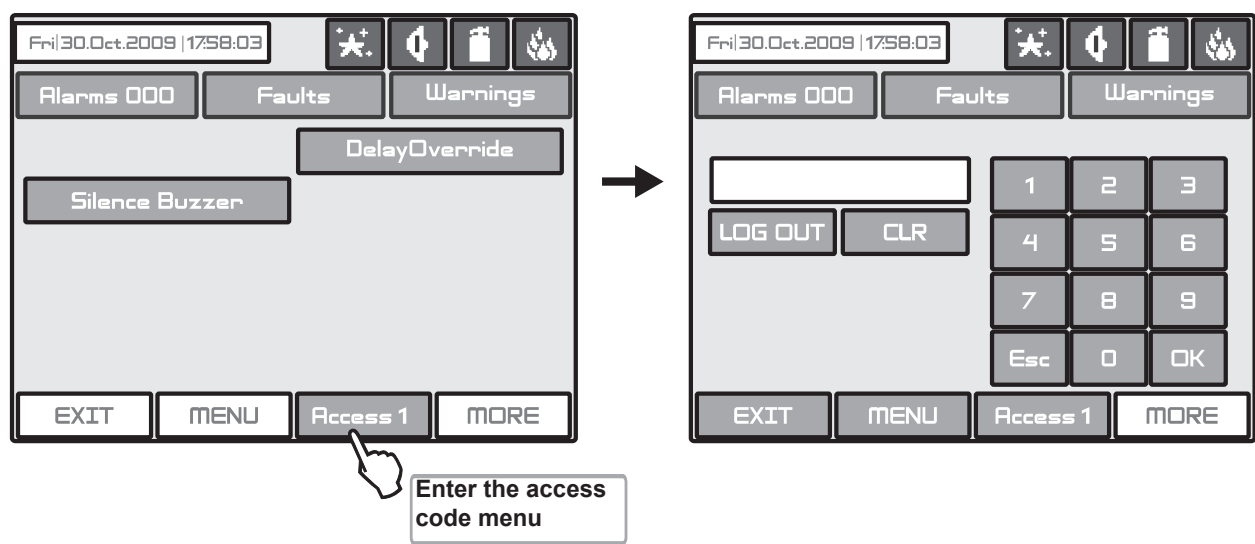 Fri|30.Oct.2009 |17:58:03
Alarms 000 Faults Warnings
DelayOverride
Silence Buzzer
EXIT MENU Access 1 MORE
Enter the access
code menu
Fri|30.Oct.2009 |17:58:03
Alarms 000 Faults Warnings
1 2 3
LOG OUT CLR 4 5 6
7 8 9
Esc 0 OK
EXIT MENU Access 1 MORE